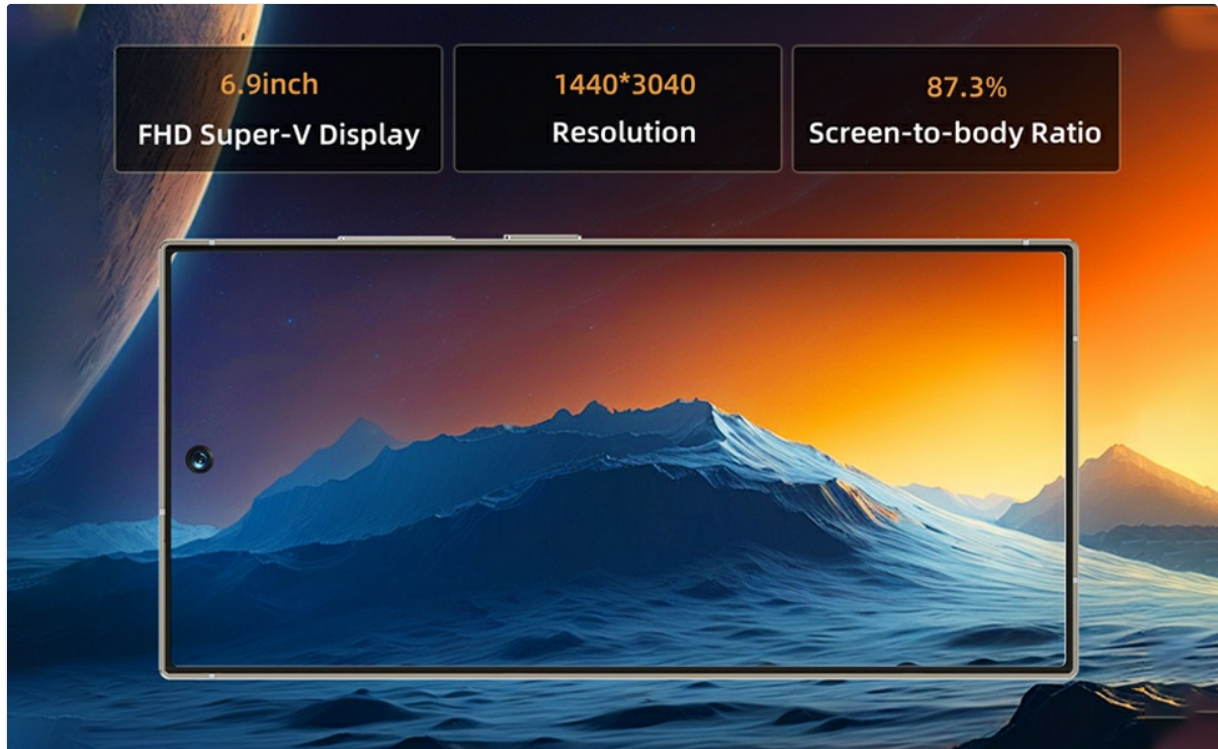 6.9inch
FHD Super-V Display
1440*3040
Resolution
87.3%
Screen-to-body Ratio